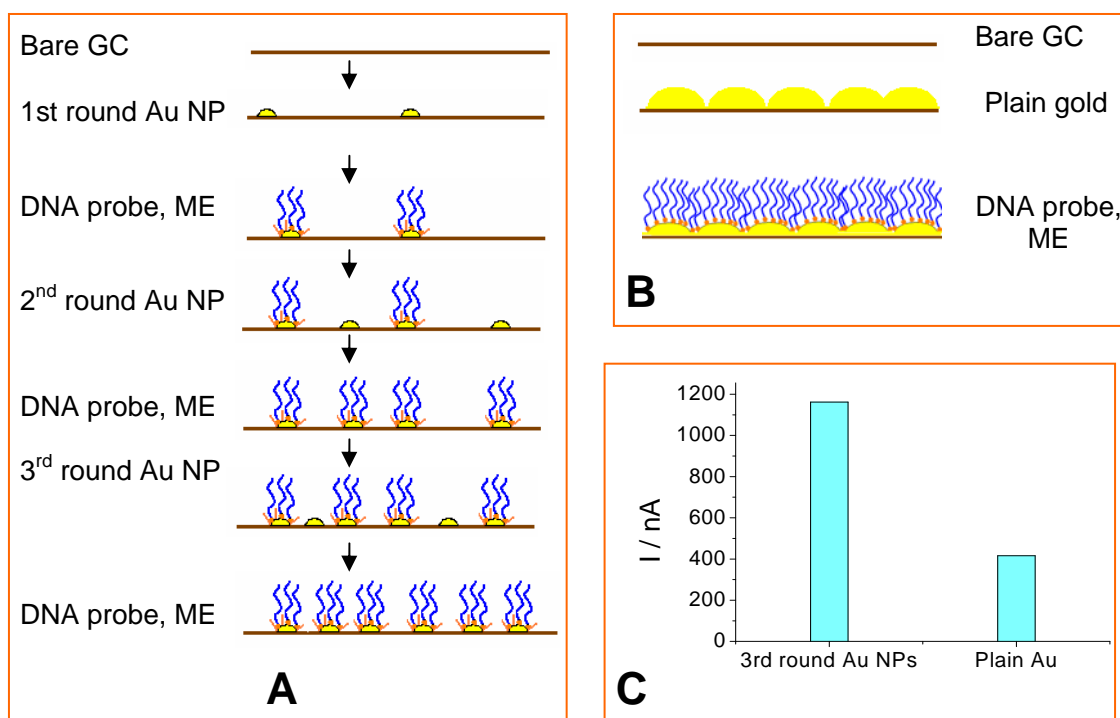 Bare GC
1st round Au NP
DNA probe, ME
2nd round Au NP
DNA probe, ME
3rd round Au NP
DNA probe, ME
A
Bare GC
Plain gold
DNA probe,
ME
B
1200
1000
800
600
400
200
0
I / nA
3rd round Au NPs
Plain Au
C